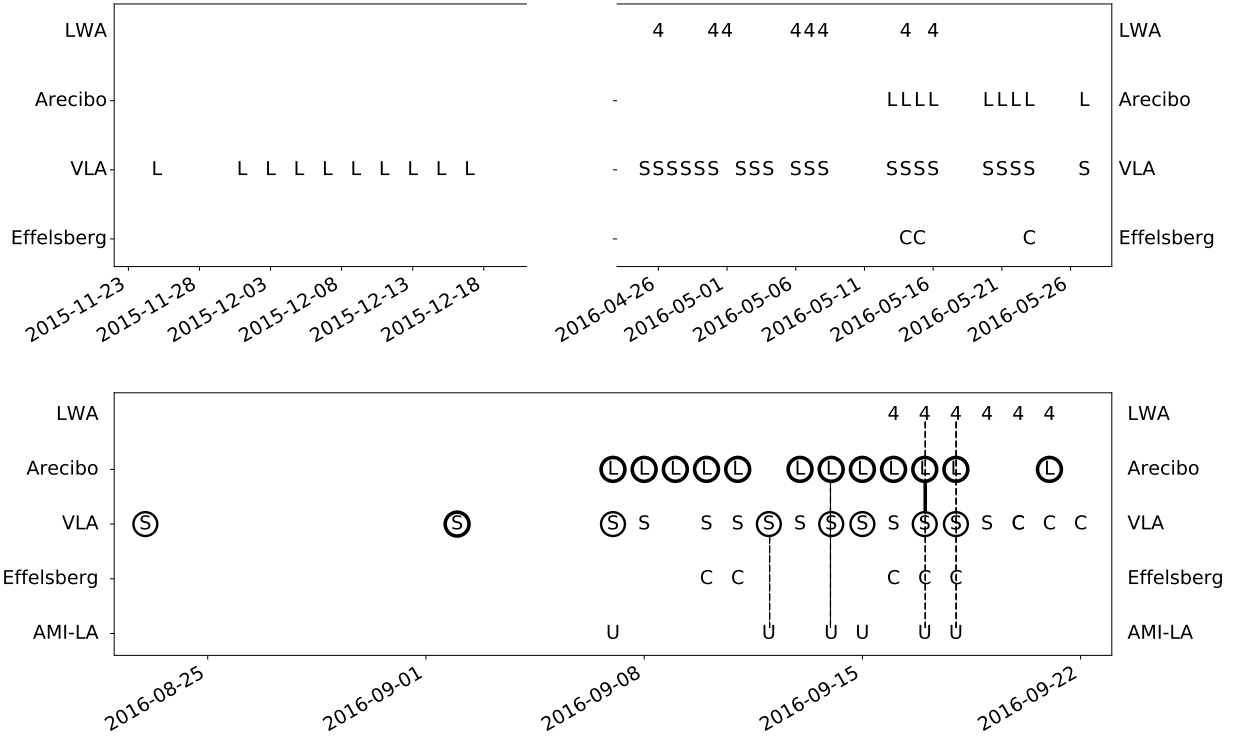 LWA 4 44 444 4 4 LWA
Arecibo LLLL LLLL L Arecibo
VLA L L L L L L L L L L SSSSSS SSS SSS SSSS SSSS S VLA
Effelsberg CC C Effelsberg
2015-11-23 2015-11-28 2015-12-03 2015-12-08 2015-12-13 2015-12-18 2016-04-26 2016-05-01 2016-05-06 2016-05-11 2016-05-16 2016-05-21 2016-05-26
LWA 4 4 4 4 4 4 LWA
Arecibo L L L L L L L L L L L L Arecibo
VLA S S S S S S S S S S S S S S S C C C VLA
Effelsberg C C C C C Effelsberg
AMI-LA U U U U U U AMI-LA
2016-08-25 2016-09-01 2016-09-08 2016-09-15 2016-09-22